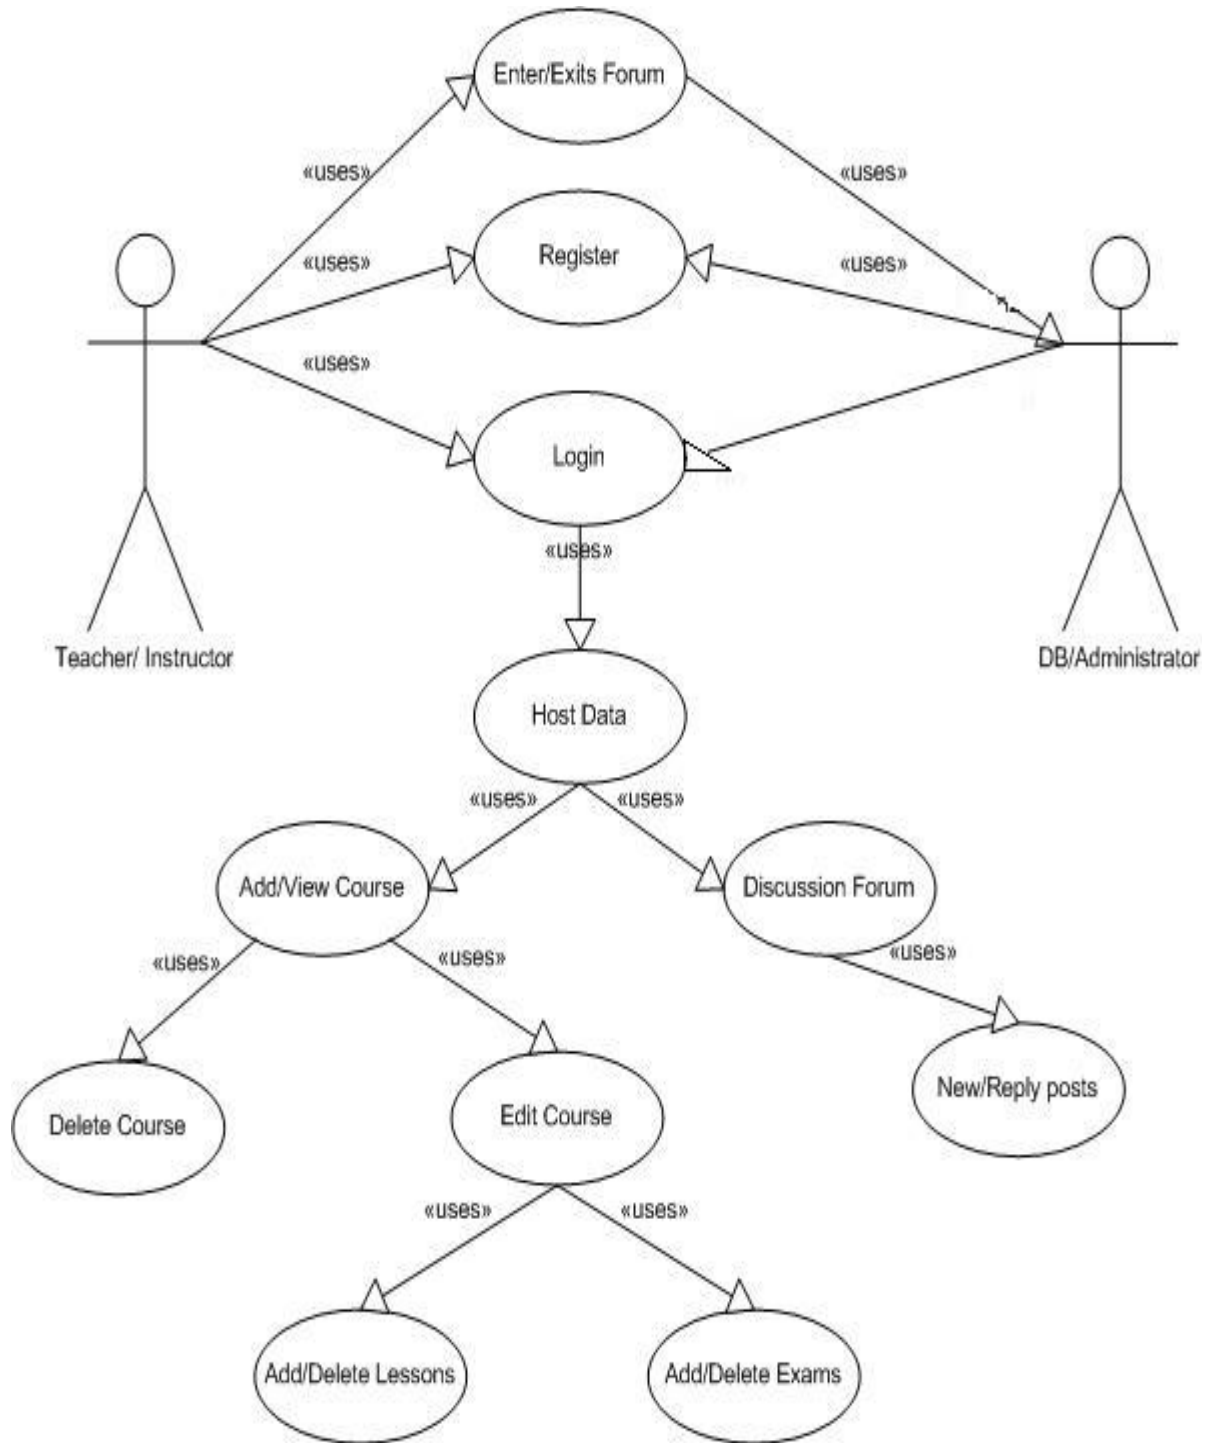 Enter/Exits Forum
«uses»
«uses»
Register
«uses»
«uses»
«uses»
Login
«uses»
Teacher/ Instructor
DB/Administrator
Host Data
«uses»
«uses»
Add/View Course
Discussion Forum
«uses»
«uses»
«uses»
Delete Course
Edit Course
New/Reply posts
«uses»
«uses»
Add/Delete Lessons
Add/Delete Exams